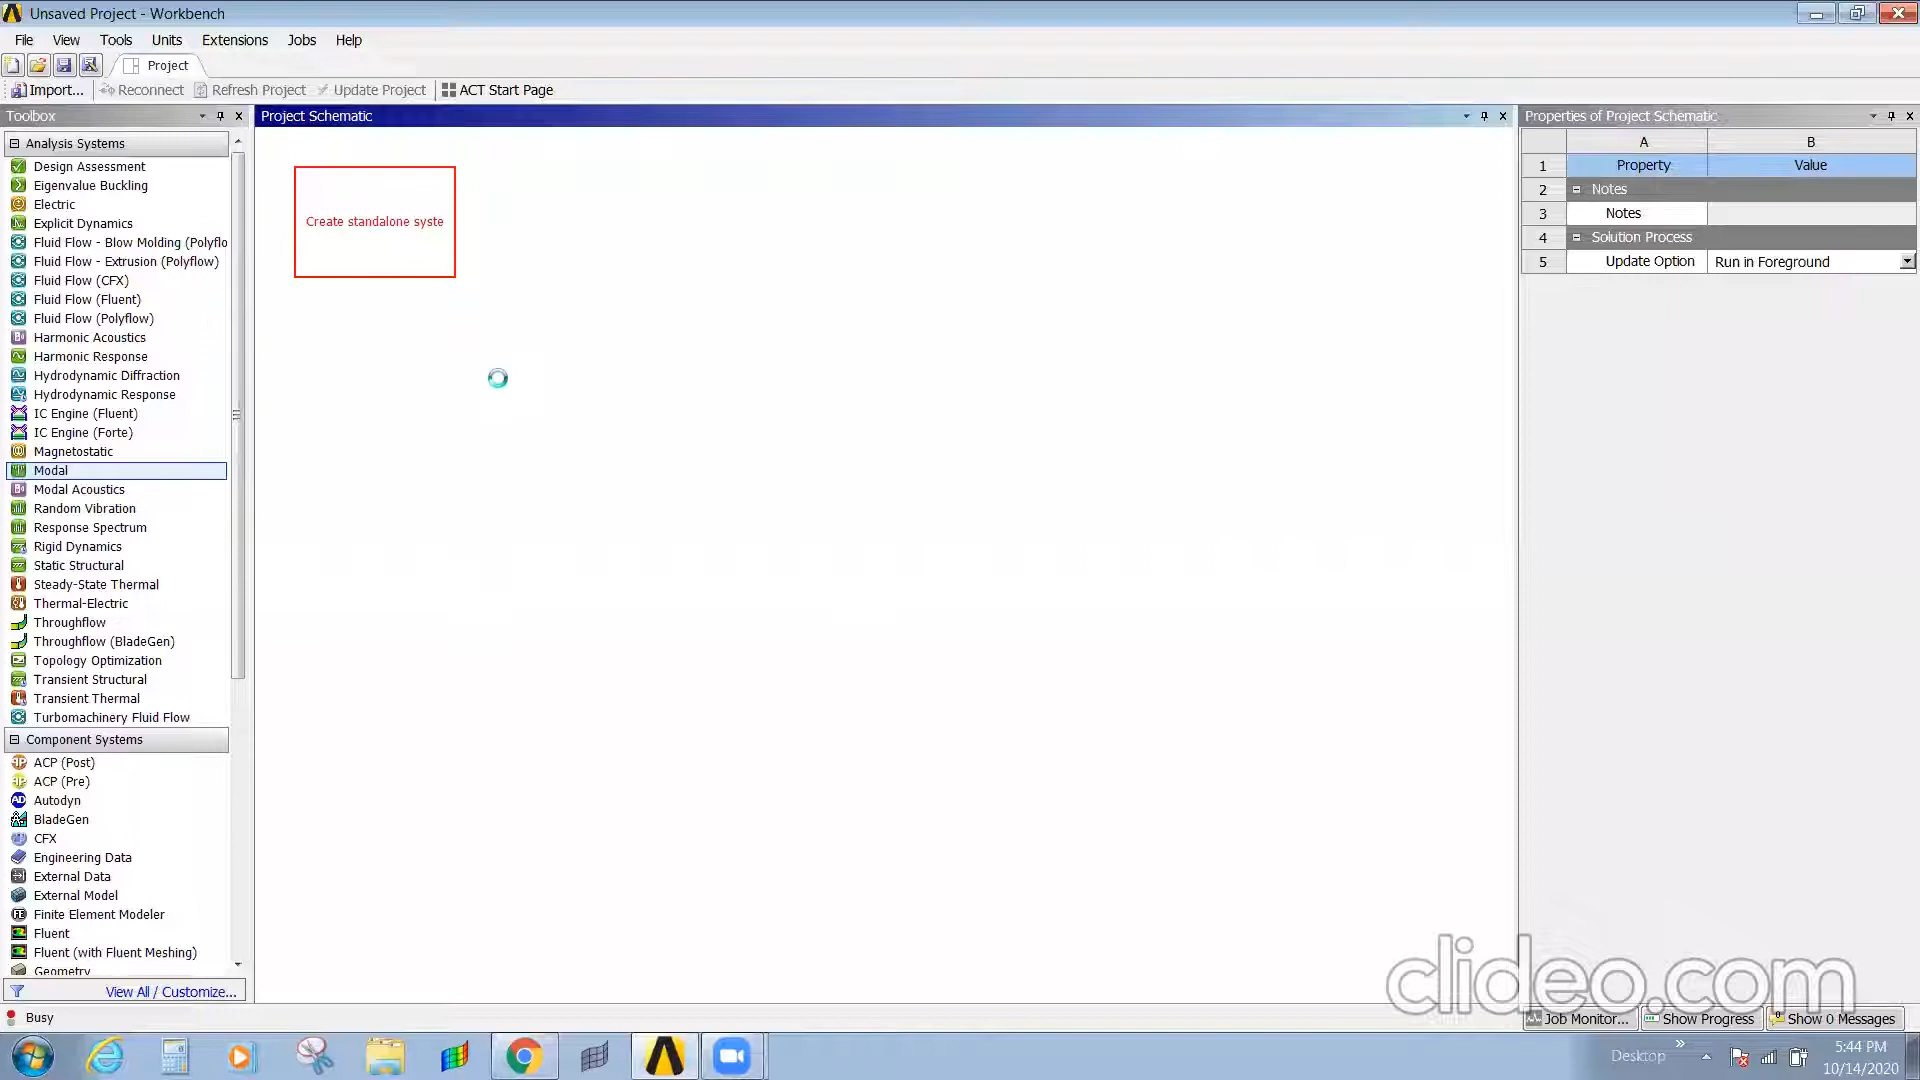 Unsaved Project - Workbench
File View Tools Units Extensions Jobs Help
Project
Import... Reconnect Refresh Project Update Project ACT Start Page
Toolbox
Analysis Systems
Design Assessment
Eigenvalue Buckling
Electric
Explicit Dynamics
Fluid Flow - Blow Molding (Polyflo
Fluid Flow - Extrusion (Polyflow)
Fluid Flow (CFX)
Fluid Flow (Fluent)
Fluid Flow (Polyflow)
Harmonic Acoustics
Harmonic Response
Hydrodynamic Diffraction
Hydrodynamic Response
IC Engine (Fluent)
IC Engine (Forte)
Magnetostatic
Modal
Modal Acoustics
Random Vibration
Response Spectrum
Rigid Dynamics
Static Structural
Steady-State Thermal
Thermal-Electric
Throughflow
Throughflow (BladeGen)
Topology Optimization
Transient Structural
Transient Thermal
Turbomachinery Fluid Flow
Component Systems
ACP (Post)
ACP (Pre)
Autodyn
BladeGen
CFX
Engineering Data
External Data
External Model
Finite Element Modeler
Fluent
Fluent (with Fluent Meshing)
Geometry
View All / Customize...
Project Schematic
Create standalone syste
Properties of Project Schematic
A B
1 Property Value
2 Notes
3 Notes
4 Solution Process
5 Update Option Run in Foreground
clideo.com
Busy
Job Monitor... Show Progress Show 0 Messages
Desktop
5:44 PM
10/14/2020